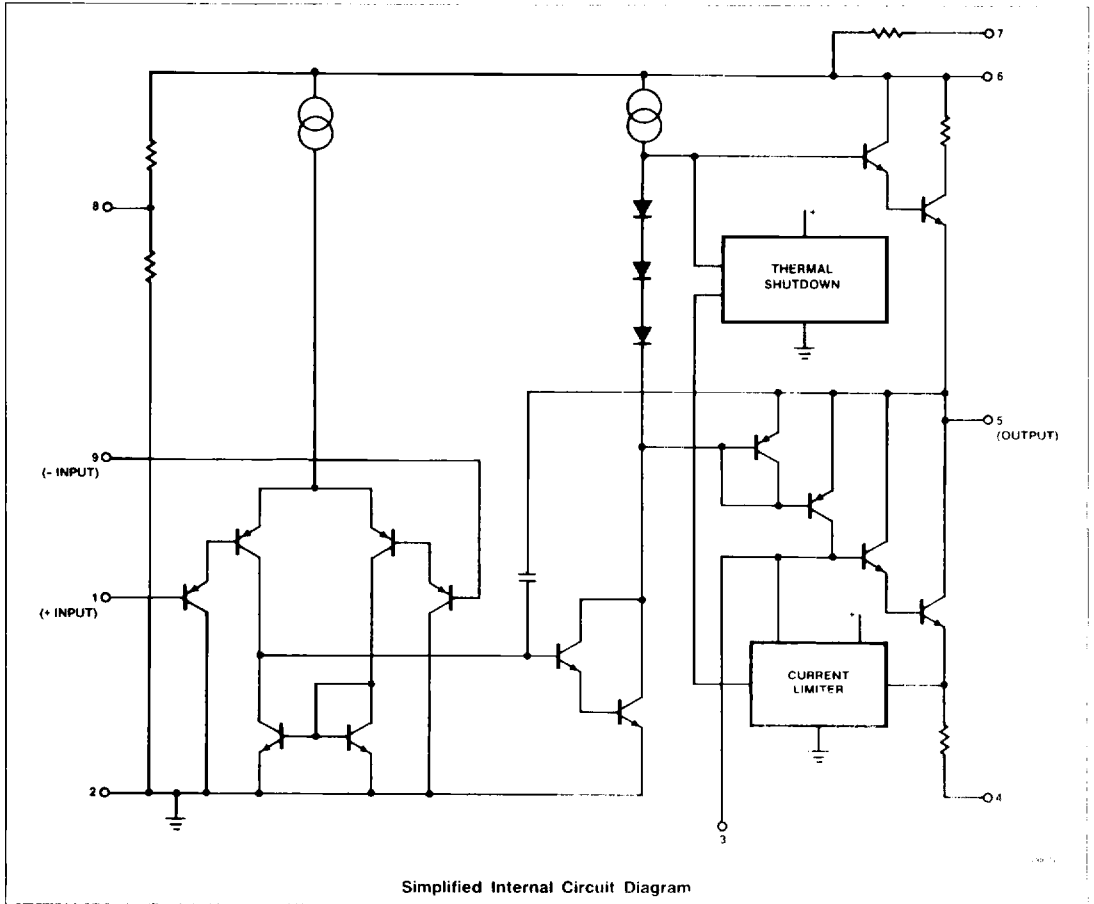 7
6
8
+
THERMAL
SHUTDOWN
5
(OUTPUT)
9
(- INPUT)
1
(+ INPUT)
+
CURRENT
LIMITER
2
4
3
Simplified Internal Circuit Diagram